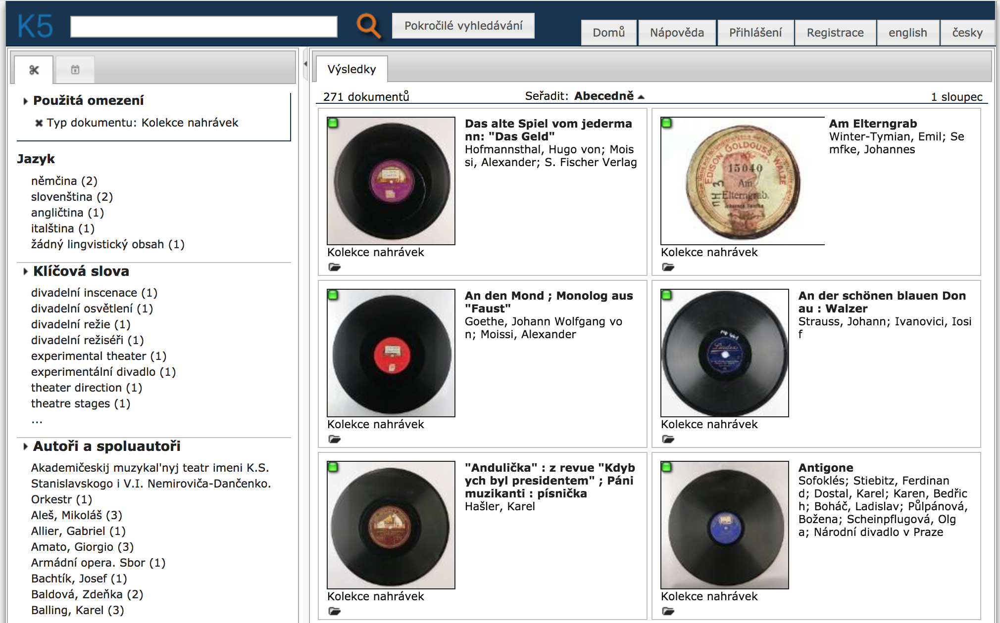 K5
Pokročilé vyhledávání
Domů
Nápověda
Přihlášení
Registrace
english
česky
Použitá omezení
Typ dokumentu: Kolekce nahrávek
Jazyk
němčina (2)
slovenština (2)
angličtina (1)
italština (1)
žádný lingvistický obsah (1)
Klíčová slova
divadelní inscenace (1)
divadelní osvětlení (1)
divadelní režie (1)
divadelní režiséři (1)
experimental theater (1)
experimentální divadlo (1)
theater direction (1)
theatre stages (1)
...
Autoři a spoluautoři
Akademičeskij muzykal'nyj teatr imeni K.S.
Stanislavskogo i V.I. Nemiroviča-Dančenko.
Orkestr (1)
Aleš, Mikoláš (3)
Allier, Gabriel (1)
Amato, Giorgio (3)
Armádní opera. Sbor (1)
Bachtík, Josef (1)
Baldová, Zdeňka (2)
Balling, Karel (3)
Výsledky
271 dokumentů
Seřadit: Abecedně
1 sloupec
Das alte Spiel vom jederma
nn: "Das Geld"
Hofmannsthal, Hugo von; Mois
si, Alexander; S. Fischer Verlag
Kolekce nahrávek
EDISON GOLDGUSS WALZE
15040
Am
Elterngrab.
Am Elterngrab
Winter-Tymian, Emil; Se
mfke, Johannes
Kolekce nahrávek
An den Mond ; Monolog aus
"Faust"
Goethe, Johann Wolfgang vo
n; Moissi, Alexander
Kolekce nahrávek
An der schönen blauen Don
au : Walzer
Strauss, Johann; Ivanovici, Iosi
f
Kolekce nahrávek
"Andulička" : z revue "Kdyb
ych byl presidentem" ; Páni
muzikanti : písnička
Hašler, Karel
Kolekce nahrávek
Antigone
Sofoklés; Stiebitz, Ferdinan
d; Dostal, Karel; Karen, Bedřic
h; Boháč, Ladislav; Půlpánová,
Božena; Scheinpflugová, Olg
a; Národní divadlo v Praze
Kolekce nahrávek